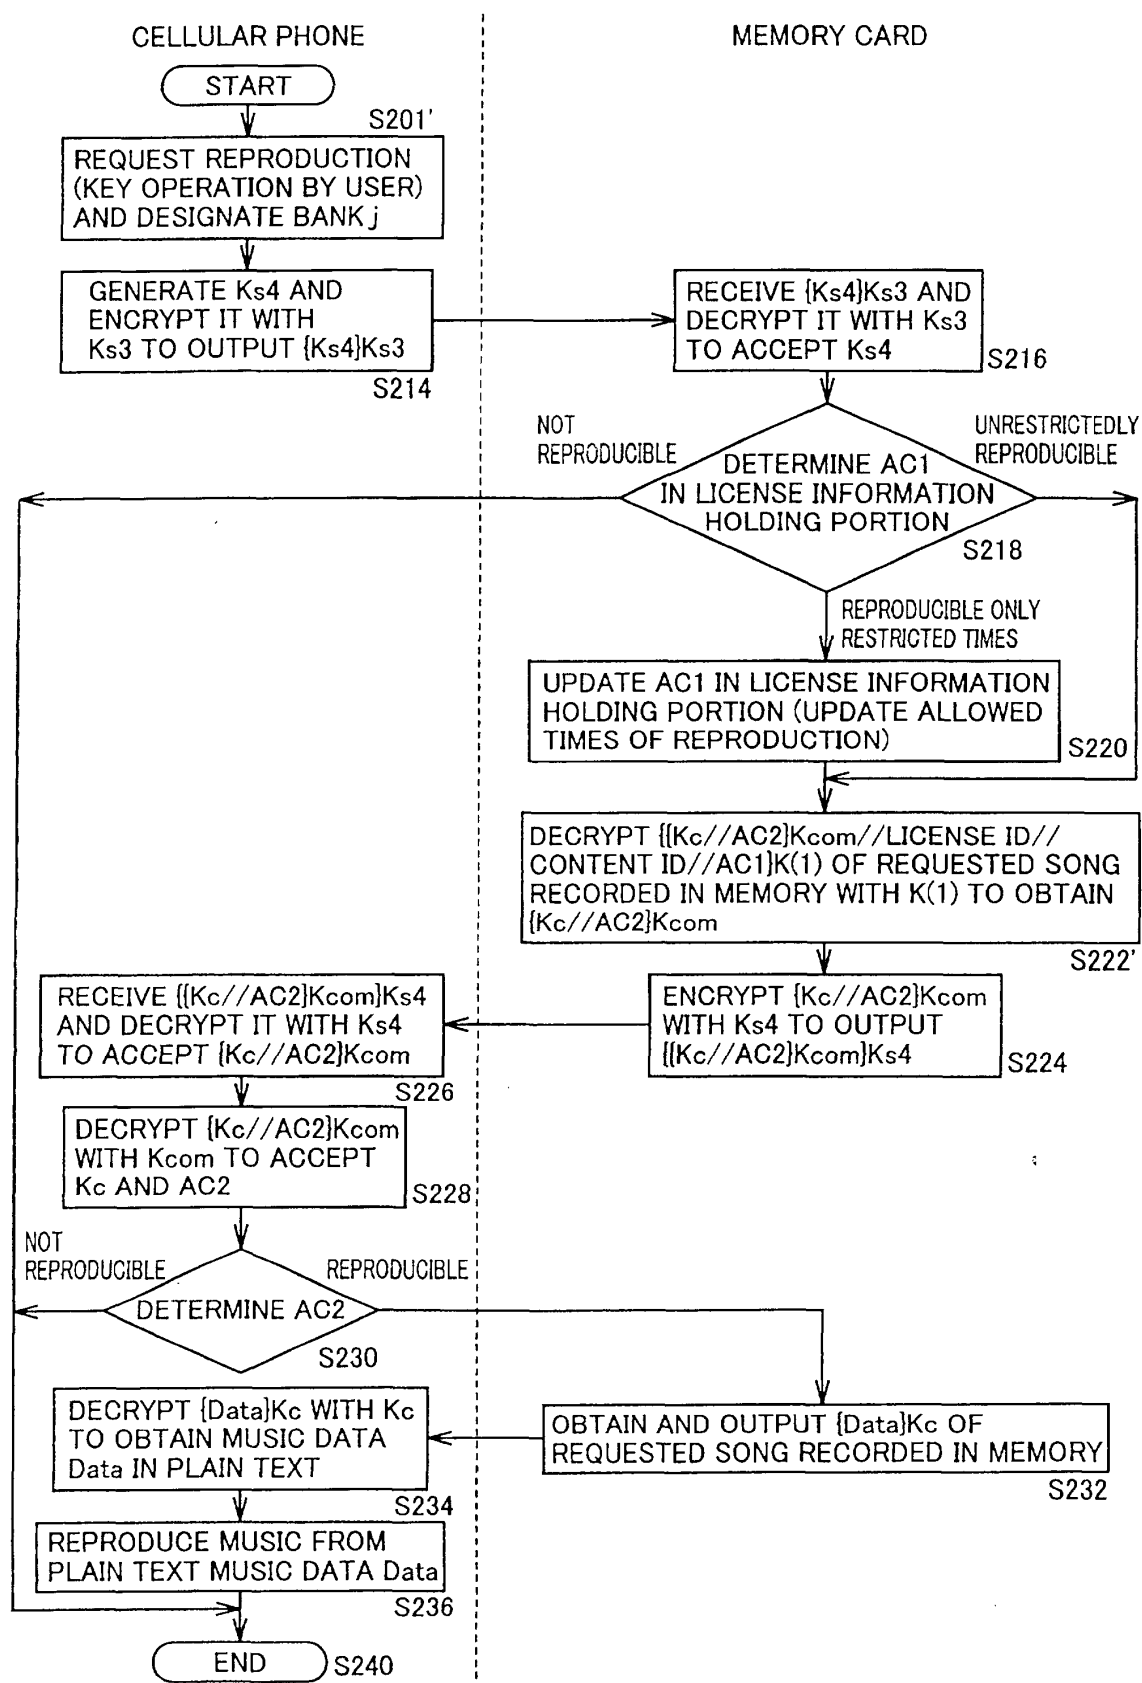 CELLULAR PHONE
MEMORY CARD
START
S201'
REQUEST REPRODUCTION
(KEY OPERATION BY USER)
AND DESIGNATE BANK j
GENERATE Ks4 AND
ENCRYPT IT WITH
Ks3 TO OUTPUT {Ks4}Ks3
S214
RECEIVE {Ks4}Ks3 AND
DECRYPT IT WITH Ks3
TO ACCEPT Ks4
S216
NOT
REPRODUCIBLE
UNRESTRICTEDLY
REPRODUCIBLE
DETERMINE AC1
IN LICENSE INFORMATION
HOLDING PORTION
S218
REPRODUCIBLE ONLY
RESTRICTED TIMES
UPDATE AC1 IN LICENSE INFORMATION
HOLDING PORTION (UPDATE ALLOWED
TIMES OF REPRODUCTION)
S220
DECRYPT {{Kc//AC2}Kcom//LICENSE ID//
CONTENT ID//AC1}K(1) OF REQUESTED SONG
RECORDED IN MEMORY WITH K(1) TO OBTAIN
{Kc//AC2}Kcom
S222'
ENCRYPT {Kc//AC2}Kcom
WITH Ks4 TO OUTPUT
{{Kc//AC2}Kcom}Ks4
S224
RECEIVE {{Kc//AC2}Kcom}Ks4
AND DECRYPT IT WITH Ks4
TO ACCEPT {Kc//AC2}Kcom
S226
DECRYPT {Kc//AC2}Kcom
WITH Kcom TO ACCEPT
Kc AND AC2
S228
NOT
REPRODUCIBLE
REPRODUCIBLE
DETERMINE AC2
S230
OBTAIN AND OUTPUT {Data}Kc OF
REQUESTED SONG RECORDED IN MEMORY
S232
DECRYPT {Data}Kc WITH Kc
TO OBTAIN MUSIC DATA
Data IN PLAIN TEXT
S234
REPRODUCE MUSIC FROM
PLAIN TEXT MUSIC DATA Data
S236
END
S240